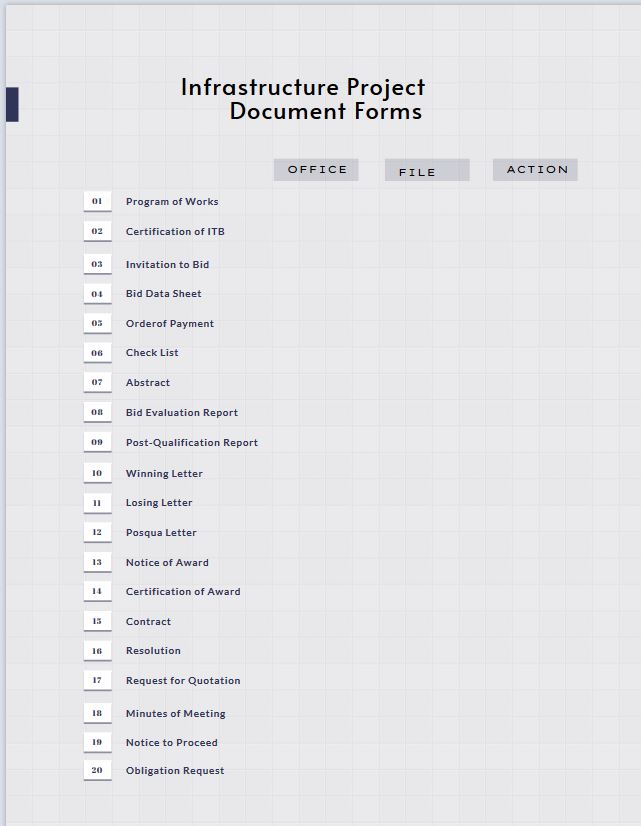 Infrastructure Project
Document Forms
OFFICE FILE ACTION
01 Program of Works
02 Certification of ITB
03 Invitation to Bid
04 Bid Data Sheet
05 Orderof Payment
06 Check List
07 Abstract
08 Bid Evaluation Report
09 Post-Qualification Report
10 Winning Letter
11 Losing Letter
12 Posqua Letter
13 Notice of Award
14 Certification of Award
15 Contract
16 Resolution
17 Request for Quotation
18 Minutes of Meeting
19 Notice to Proceed
20 Obligation Request